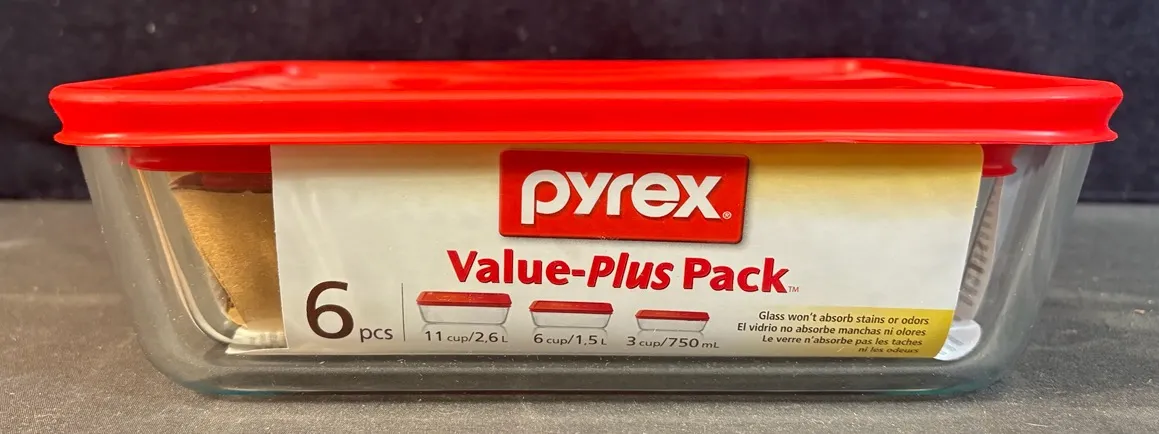 pyrex®
Value-Plus Pack™
6 pcs
11 cup/2,6 L
6 cup/1,5 L
3 cup/750 mL
Glass won't absorb stains or odors
El vidrio no absorbe manchas ni olores
Le verre n'absorbe pas les taches
ni les odeurs